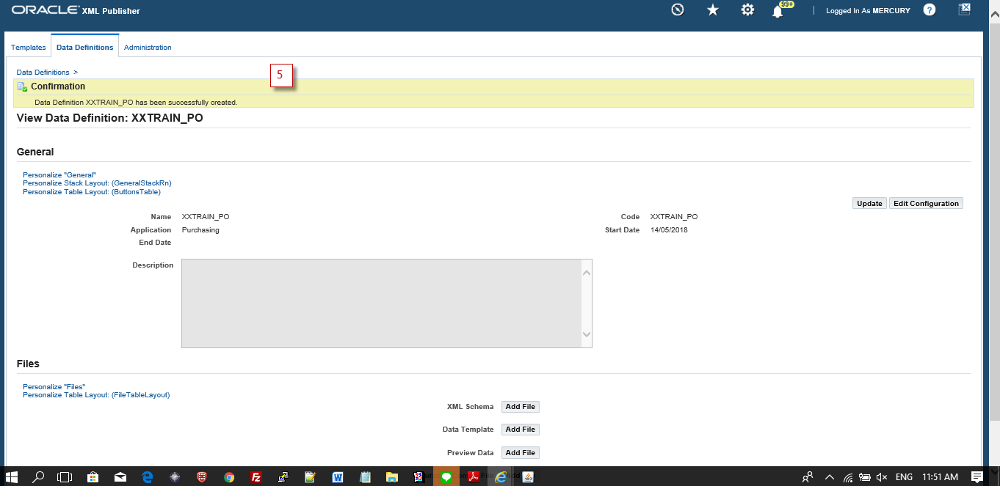 ORACLE XML Publisher
99+
Logged In As MERCURY
?
Templates Data Definitions Administration
Data Definitions >
5
Confirmation
Data Definition XXTRAIN_PO has been successfully created.
View Data Definition: XXTRAIN_PO
General
Personalize "General"
Personalize Stack Layout: (GeneralStackRn)
Personalize Table Layout: (ButtonsTable)
Update Edit Configuration
Name XXTRAIN_PO Code XXTRAIN_PO
Application Purchasing Start Date 14/05/2018
End Date
Description
Files
Personalize "Files"
Personalize Table Layout: (FileTableLayout)
XML Schema Add File
Data Template Add File
Preview Data Add File
ENG 11:51 AM